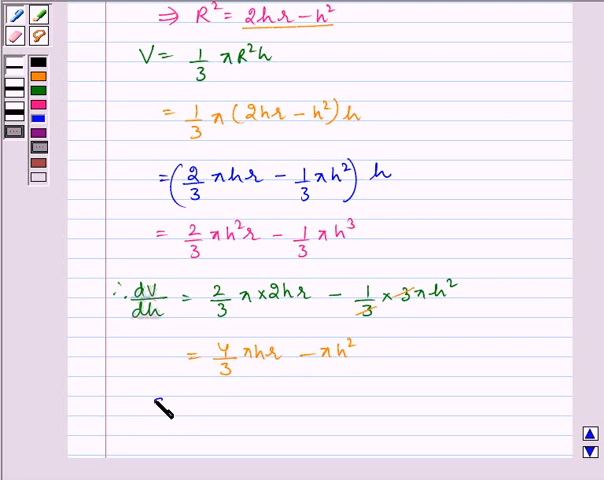 ⇒ R² = 2hr − h²
V = 1/3 πR²h
= 1/3 π(2hr − h²)h
= (2/3 πhr − 1/3 πh²) h
= 2/3 πh²r − 1/3 πh³
∴ dV/dh = 2/3 π×2hr − 1/3 × 3πh²
= 4/3 πhr − πh²